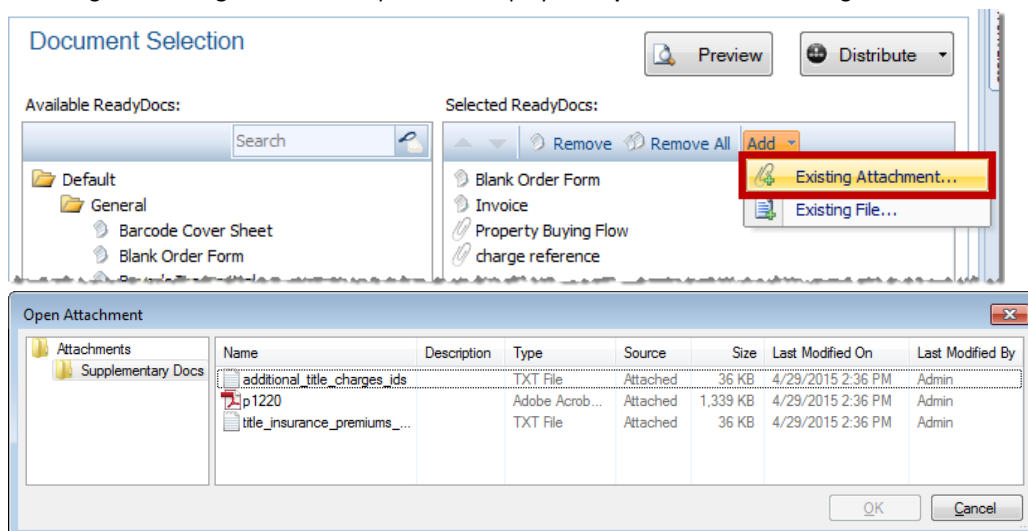 Document Selection
Preview
Distribute
Available ReadyDocs:
Selected ReadyDocs:
Search
Remove
Remove All
Add
Existing Attachment...
Existing File...
Default
General
Barcode Cover Sheet
Blank Order Form
Blank Order Form
Invoice
Property Buying Flow
charge reference
Open Attachment
Attachments
Supplementary Docs
Name Description Type Source Size Last Modified On Last Modified By
additional_title_charges_ids TXT File Attached 36 KB 4/29/2015 2:36 PM Admin
p1220 Adobe Acrob... Attached 1,339 KB 4/29/2015 2:36 PM Admin
title_insurance_premiums_... TXT File Attached 36 KB 4/29/2015 2:36 PM Admin
OK
Cancel